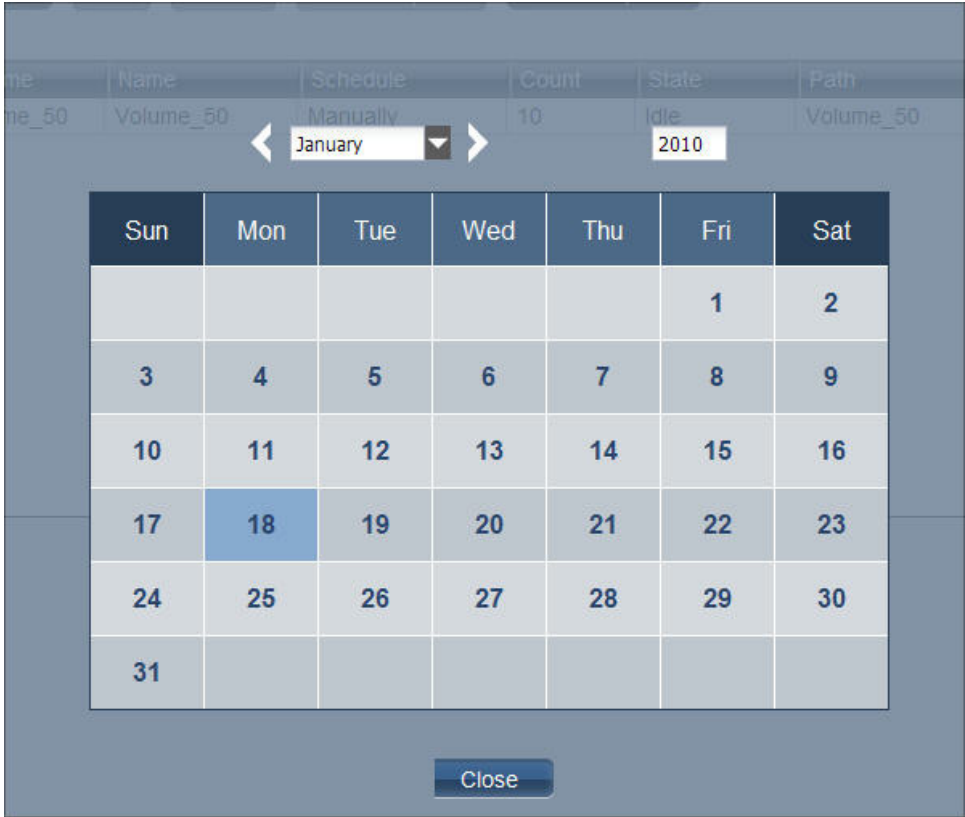 me Name Schedule Count State Path
me_50 Volume_50 Manually 10 Idle Volume_50
January 2010
Sun Mon Tue Wed Thu Fri Sat
1 2
3 4 5 6 7 8 9
10 11 12 13 14 15 16
17 18 19 20 21 22 23
24 25 26 27 28 29 30
31
Close